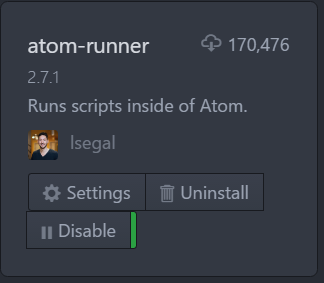 atom-runner 170,476
2.7.1
Runs scripts inside of Atom.
lsegal
Settings Uninstall
Disable